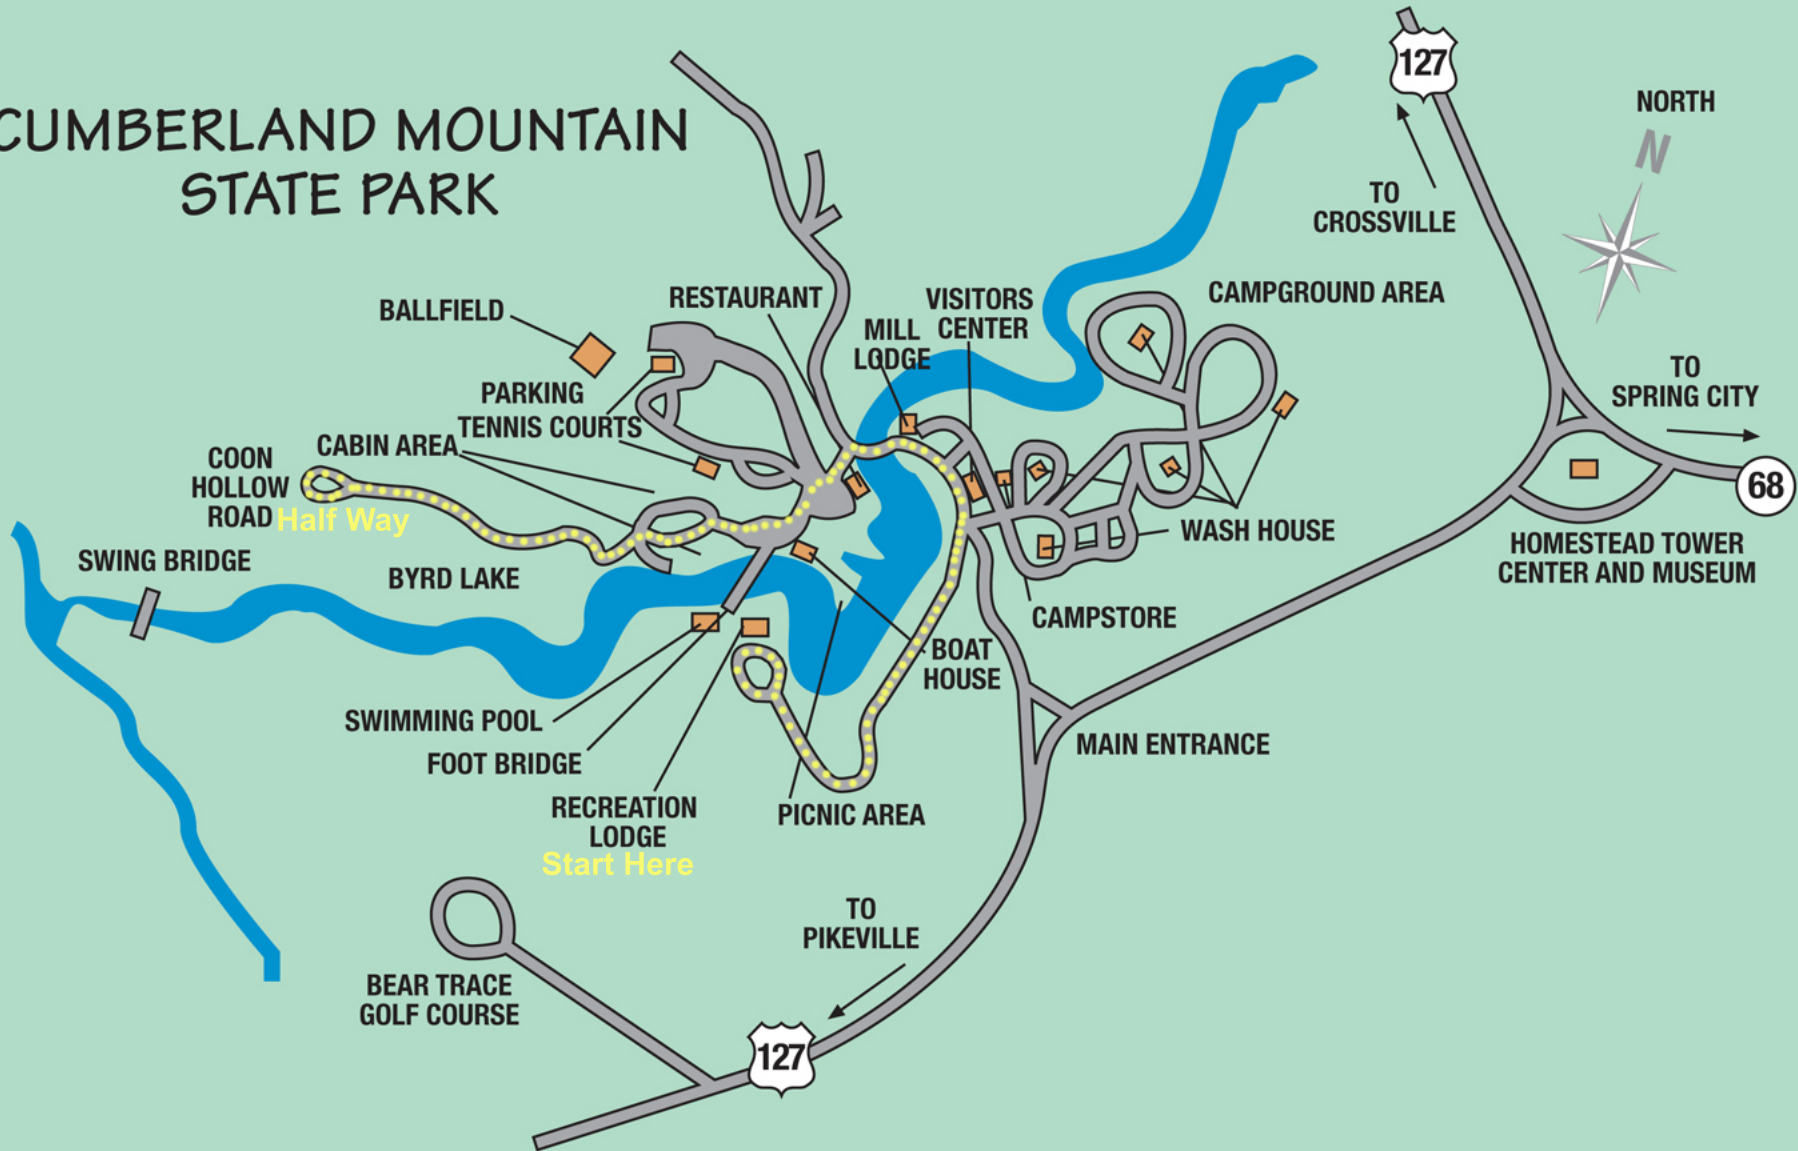 CUMBERLAND MOUNTAIN
STATE PARK
127
NORTH
N
TO
CROSSVILLE
CAMPGROUND AREA
RESTAURANT
VISITORS
CENTER
BALLFIELD
MILL
LODGE
PARKING
TENNIS COURTS
CABIN AREA
TO
SPRING CITY
68
COON
HOLLOW
ROAD
Half Way
WASH HOUSE
HOMESTEAD TOWER
CENTER AND MUSEUM
SWING BRIDGE
BYRD LAKE
CAMPSTORE
BOAT
HOUSE
SWIMMING POOL
FOOT BRIDGE
MAIN ENTRANCE
RECREATION
LODGE
Start Here
PICNIC AREA
TO
PIKEVILLE
BEAR TRACE
GOLF COURSE
127